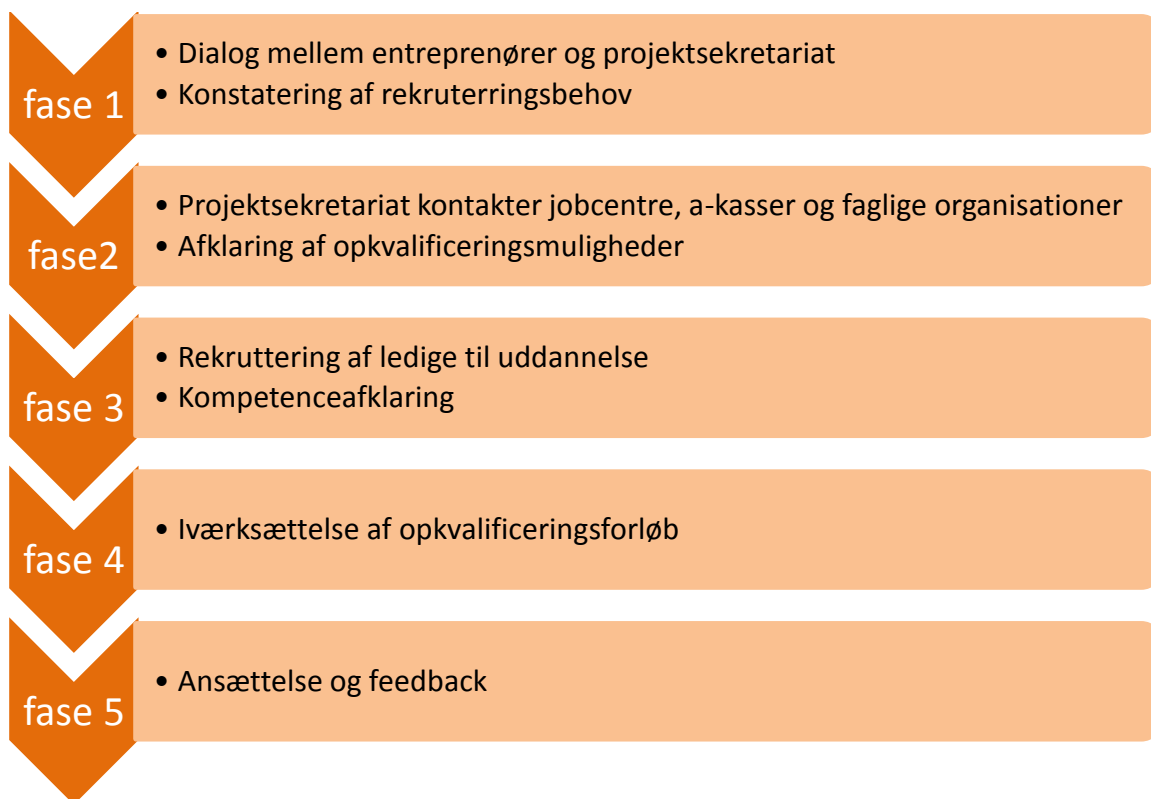 fase 1
• Dialog mellem entreprenører og projektsekretariat
• Konstatering af rekruterringsbehov
fase2
• Projektsekretariat kontakter jobcentre, a-kasser og faglige organisationer
• Afklaring af opkvalificeringsmuligheder
fase 3
• Rekruttering af ledige til uddannelse
• Kompetenceafklaring
fase 4
• Iværksættelse af opkvalificeringsforløb
fase 5
• Ansættelse og feedback